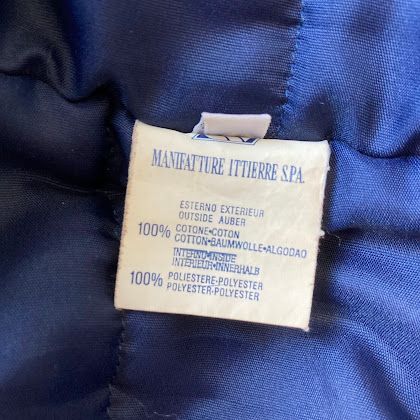 MANIFATTURE ITTIERRE S.P.A.
ESTERNO EXTERIEUR
OUTSIDE AUBER
100% COTONE•COTON
COTTON•BAUMWOLLE•ALGODAO
INTERNO•INSIDE
INTERIEUR•INNERHALB
100% POLIESTERE•POLYESTER
POLYESTER•POLYESTER